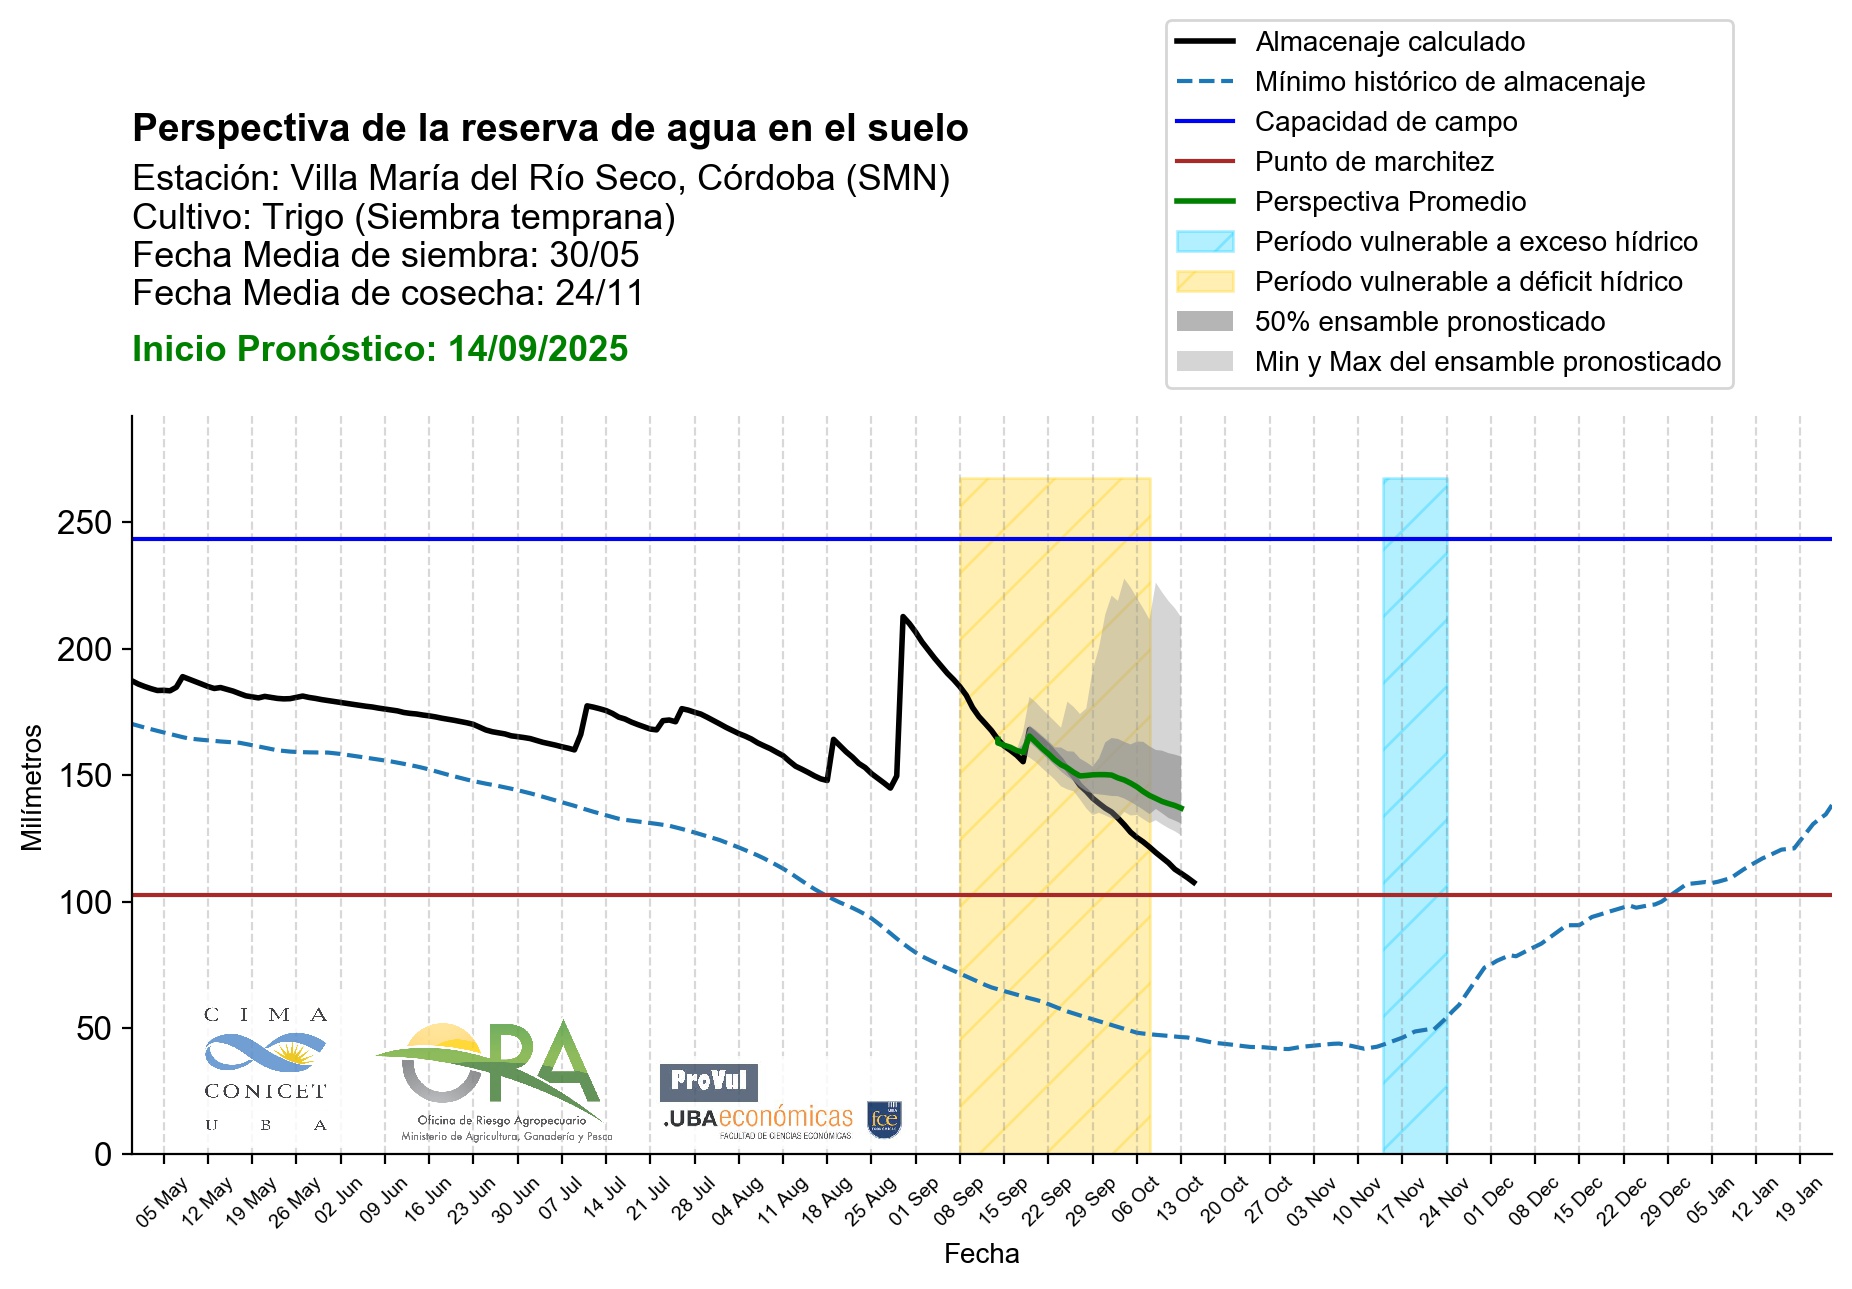 Almacenaje calculado
Mínimo histórico de almacenaje
Capacidad de campo
Punto de marchitez
Perspectiva Promedio
Período vulnerable a exceso hídrico
Período vulnerable a déficit hídrico
50% ensamble pronosticado
Min y Max del ensamble pronosticado
Perspectiva de la reserva de agua en el suelo
Estación: Villa María del Río Seco, Córdoba (SMN)
Cultivo: Trigo (Siembra temprana)
Fecha Media de siembra: 30/05
Fecha Media de cosecha: 24/11
Inicio Pronóstico: 14/09/2025
Milímetros
250
200
150
100
50
0
CIMA
CONICET
UBA
ORA
Oficina de Riesgo Agropecuario
Ministerio de Agricultura, Ganadería y Pesca
ProVul
.UBAeconómicas
FACULTAD DE CIENCIAS ECONÓMICAS
fce
05 May 12 May 19 May 26 May 02 Jun 09 Jun 16 Jun 23 Jun 30 Jun 07 Jul 14 Jul 21 Jul 28 Jul 04 Aug 11 Aug 18 Aug 25 Aug 01 Sep 08 Sep 15 Sep 22 Sep 29 Sep 06 Oct 13 Oct 20 Oct 27 Oct 03 Nov 10 Nov 17 Nov 24 Nov 01 Dec 08 Dec 15 Dec 22 Dec 29 Dec 05 Jan 12 Jan 19 Jan
Fecha